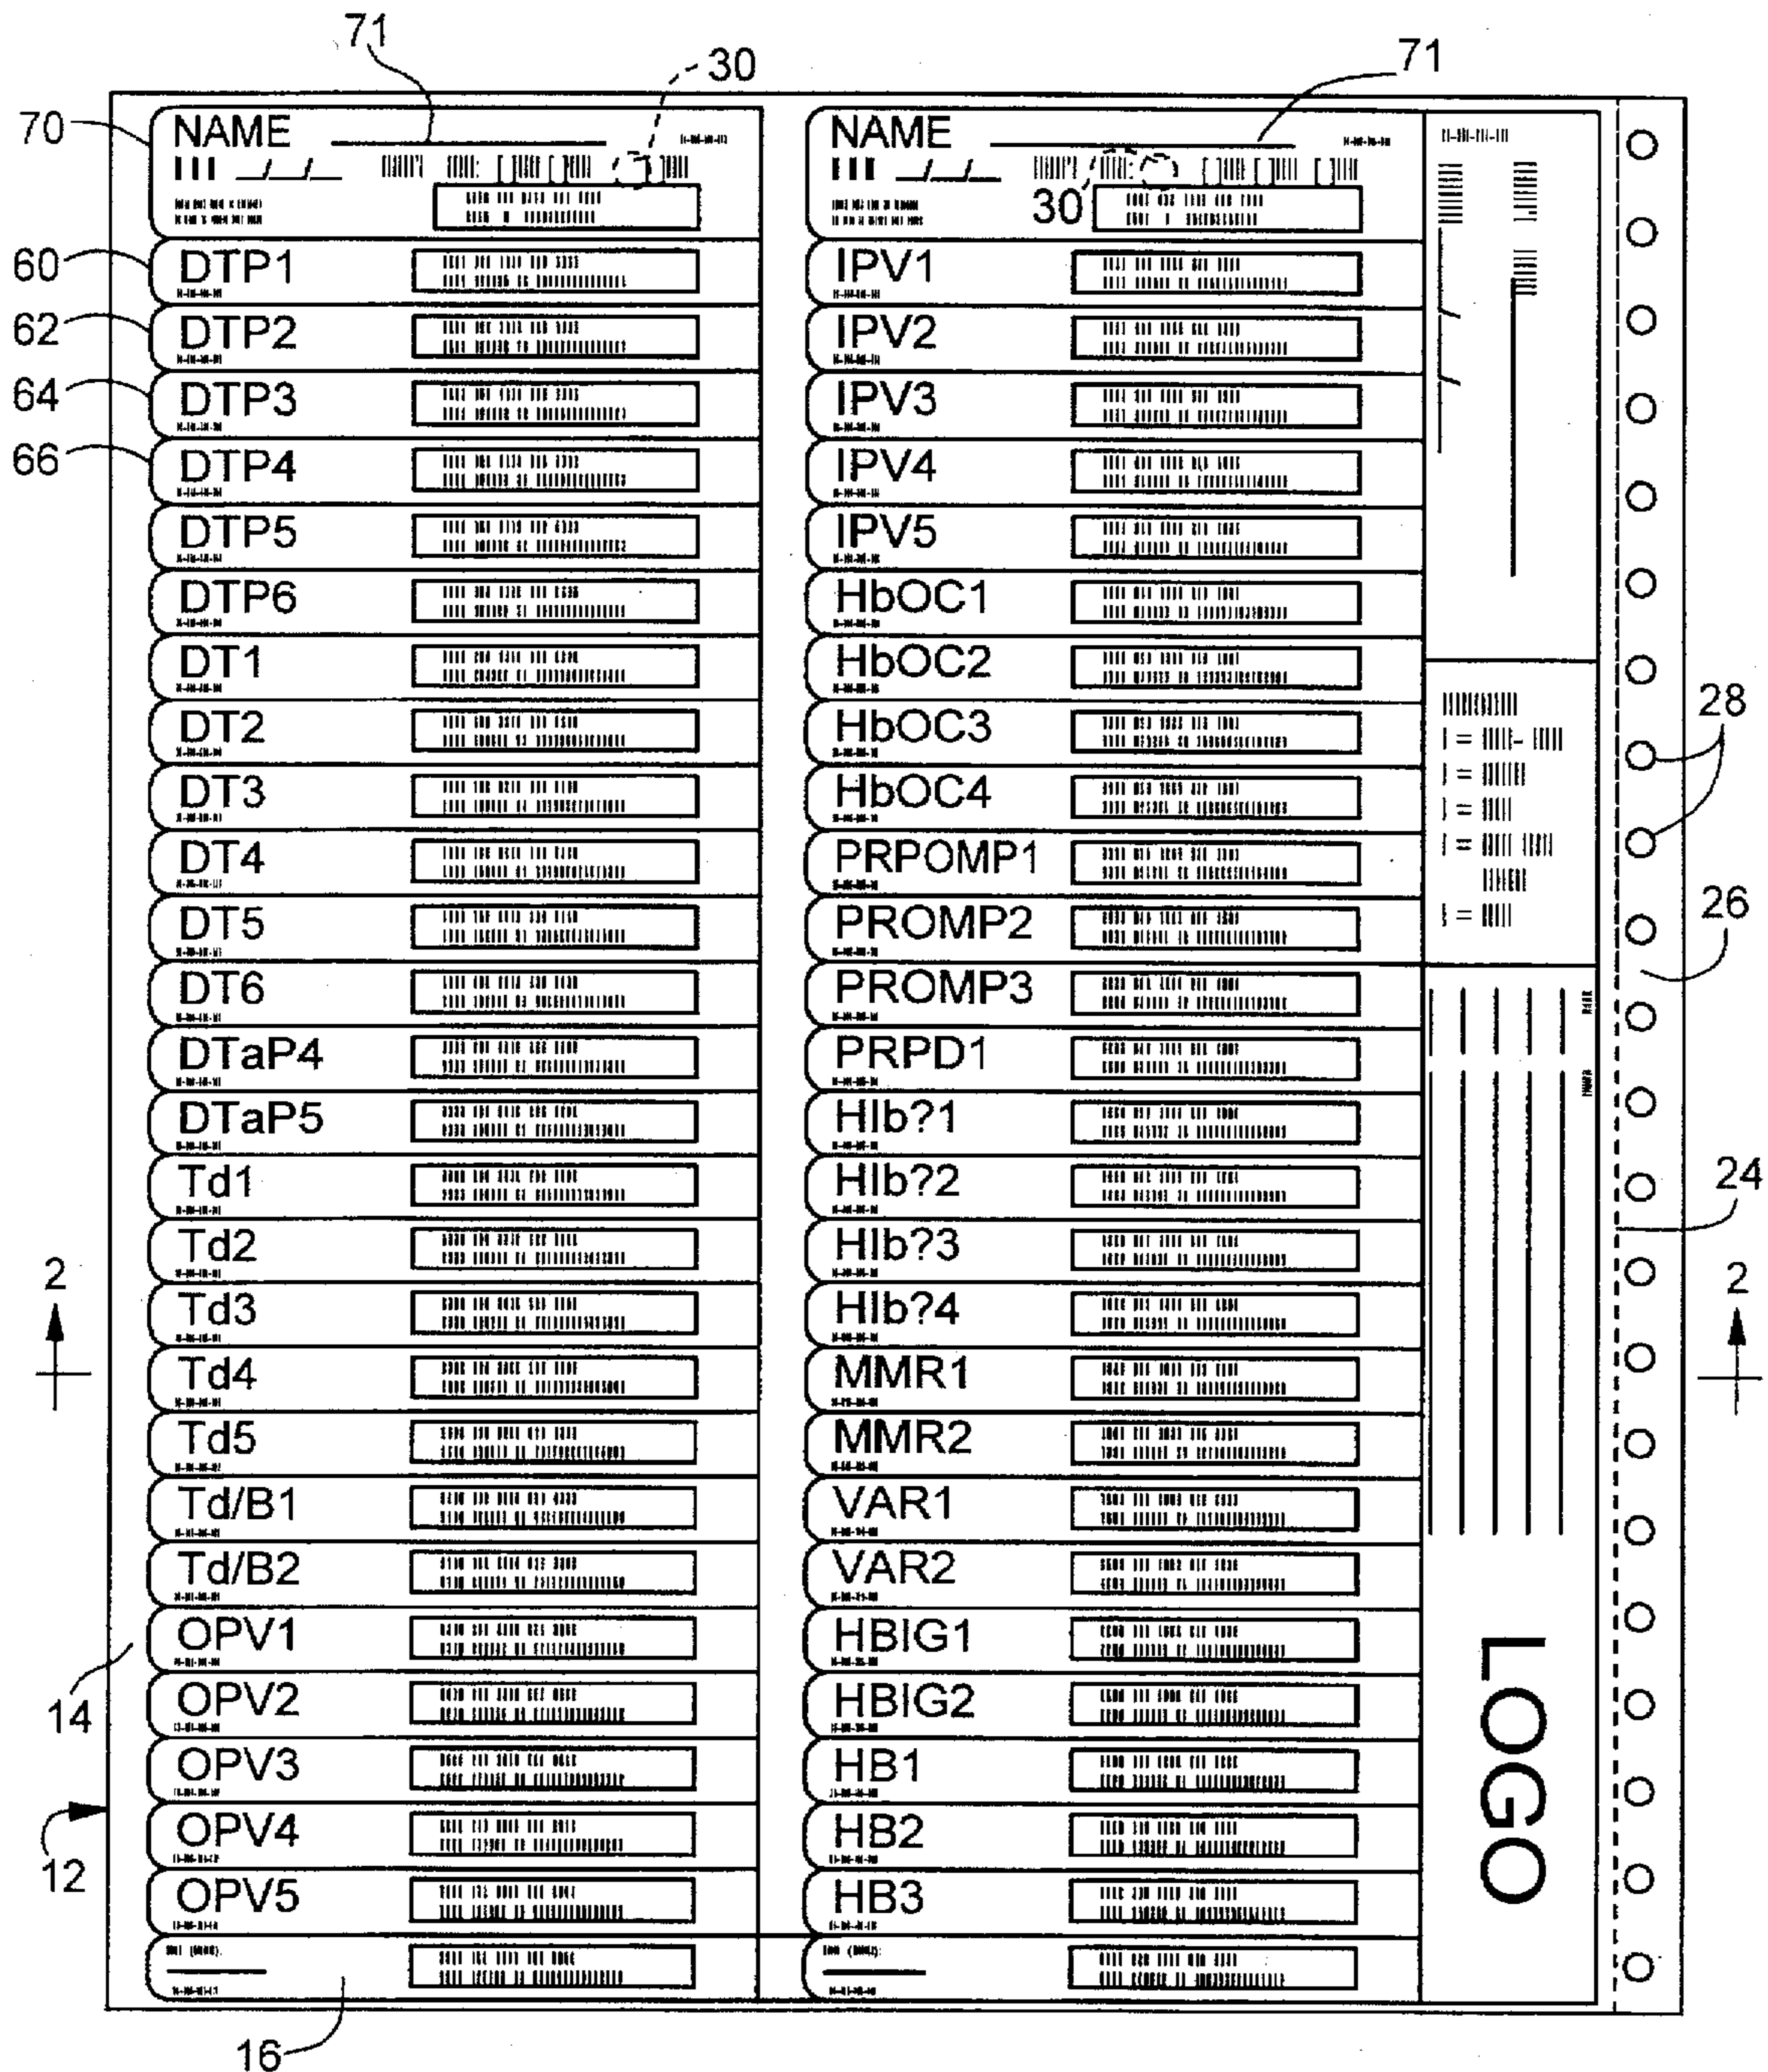 71
30
71
70
NAME
NAME
30
60
DTP1
IPV1
62
DTP2
IPV2
64
DTP3
IPV3
66
DTP4
IPV4
DTP5
IPV5
DTP6
HbOC1
DT1
HbOC2
DT2
HbOC3
28
DT3
HbOC4
DT4
PRPOMP1
DT5
PROMP2
26
DT6
PROMP3
DTaP4
PRPD1
DTaP5
HIb?1
Td1
HIb?2
24
Td2
HIb?3
2
2
Td3
HIb?4
Td4
MMR1
Td5
MMR2
Td/B1
VAR1
Td/B2
VAR2
OPV1
HBIG1
14
OPV2
HBIG2
LOGO
OPV3
HB1
12
OPV4
HB2
OPV5
HB3
16